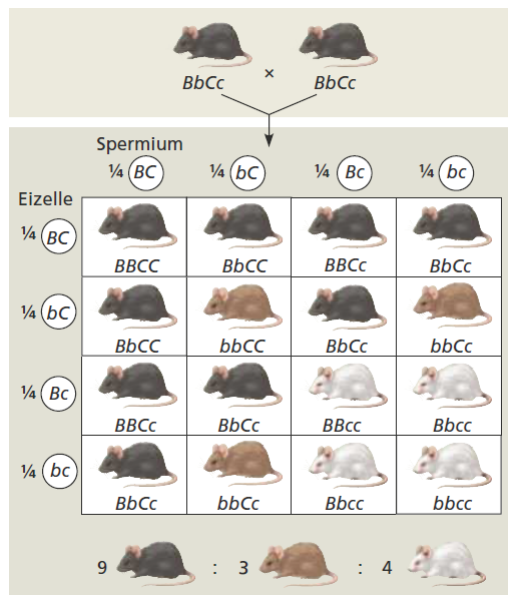 BbCc × BbCc
Spermium
¼ BC ¼ bC ¼ Bc ¼ bc
Eizelle
¼ BC
BBCC BbCC BBCc BbCc
¼ bC
BbCC bbCC BbCc bbCc
¼ Bc
BBCc BbCc BBcc Bbcc
¼ bc
BbCc bbCc Bbcc bbcc
9 : 3 : 4